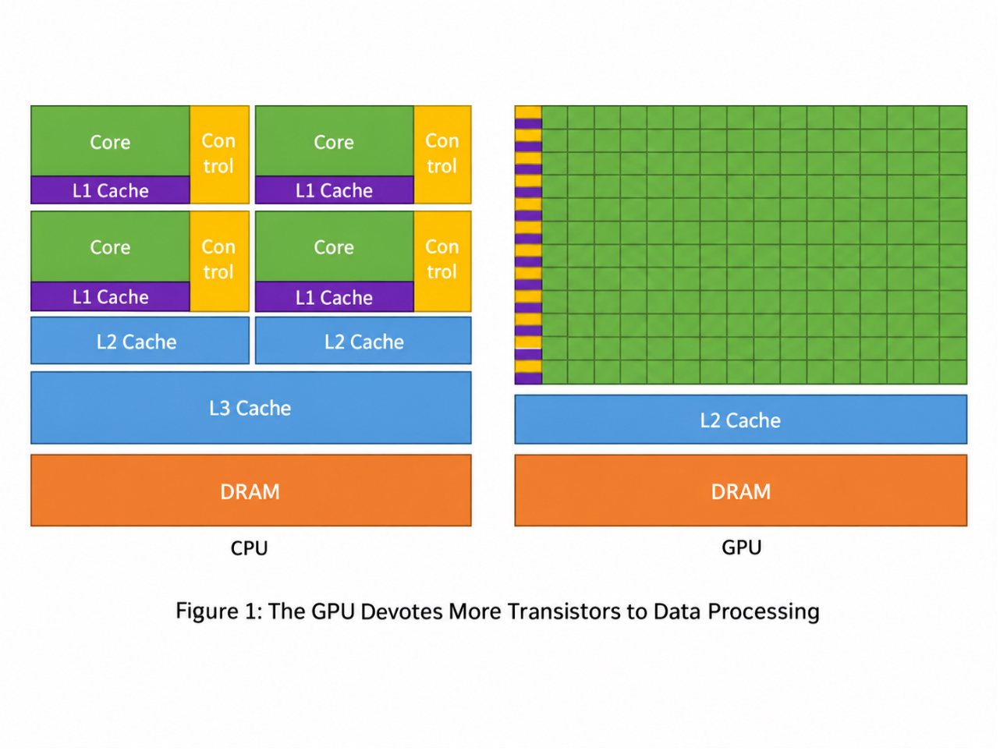 Core
Con
trol
L1 Cache
Core
Con
trol
L1 Cache
Core
Con
trol
L1 Cache
Core
Con
trol
L1 Cache
L2 Cache
L2 Cache
L3 Cache
DRAM
CPU
L2 Cache
DRAM
GPU
Figure 1: The GPU Devotes More Transistors to Data Processing